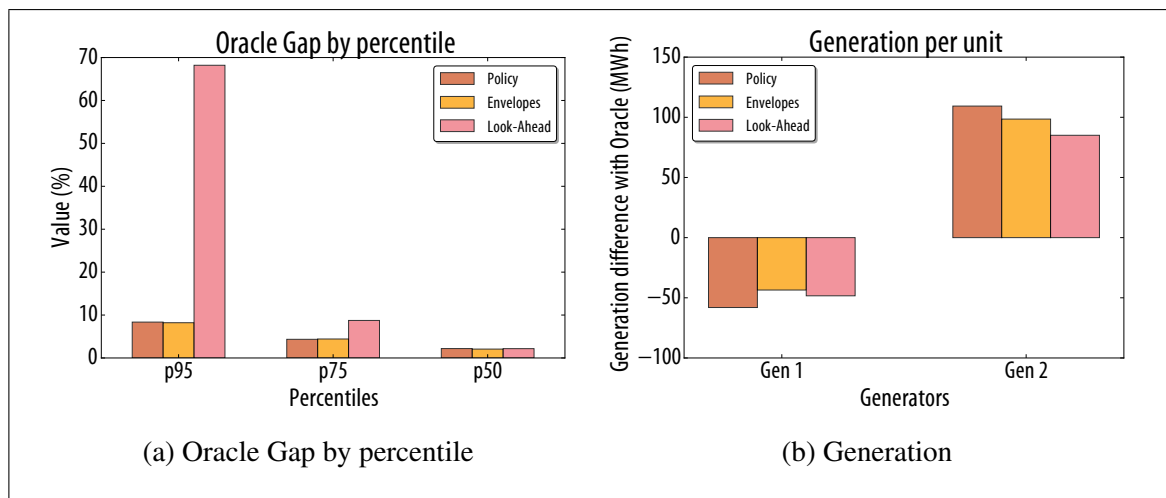 Oracle Gap by percentile
Value (%)
70
60
50
40
30
20
10
0
Policy
Envelopes
Look-Ahead
p95 p75 p50
Percentiles
(a) Oracle Gap by percentile
Generation per unit
Generation difference with Oracle (MWh)
150
100
50
0
−50
−100
Policy
Envelopes
Look-Ahead
Gen 1 Gen 2
Generators
(b) Generation